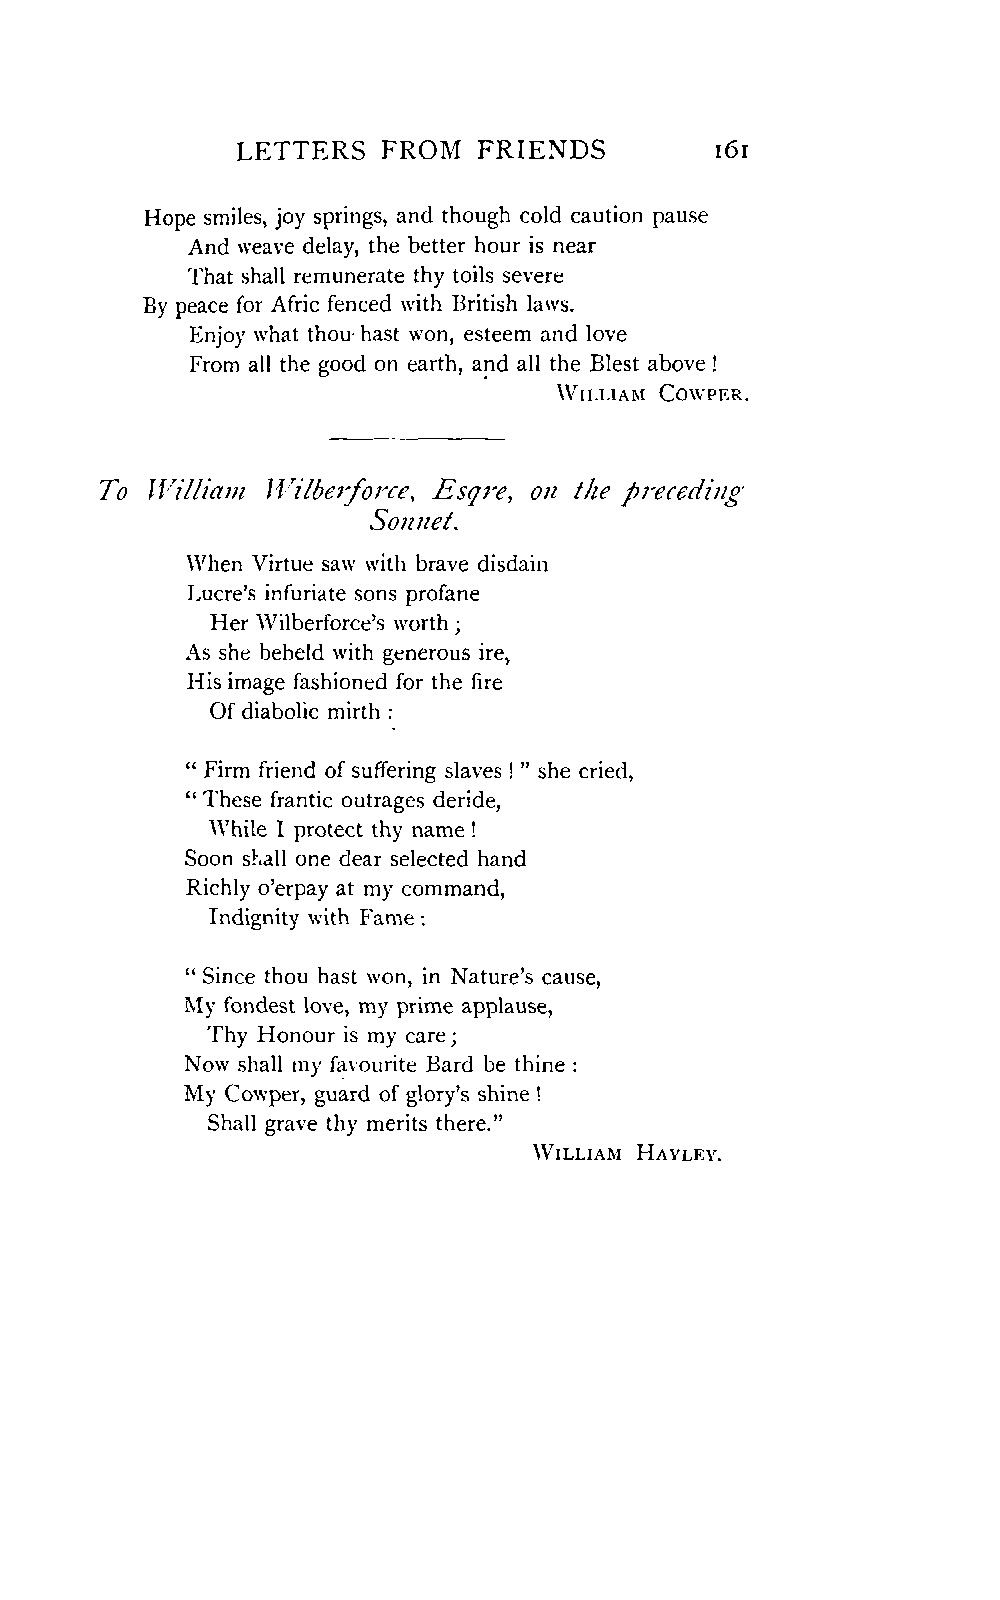 LETTERS FROM FRIENDS 161
Hope smiles, joy springs, and though cold caution pause
And weave delay, the better hour is near
That shall remunerate thy toils severe
By peace for Afric fenced with British laws.
Enjoy what thou hast won, esteem and love
From all the good on earth, and all the Blest above !
WILLIAM COWPER.
To William Wilberforce, Esqre, on the preceding
Sonnet.
When Virtue saw with brave disdain
Lucre's infuriate sons profane
Her Wilberforce's worth ;
As she beheld with generous ire,
His image fashioned for the fire
Of diabolic mirth :
“ Firm friend of suffering slaves ! ” she cried,
“ These frantic outrages deride,
While I protect thy name !
Soon shall one dear selected hand
Richly o'erpay at my command,
Indignity with Fame :
“ Since thou hast won, in Nature's cause,
My fondest love, my prime applause,
Thy Honour is my care ;
Now shall my favourite Bard be thine :
My Cowper, guard of glory's shine !
Shall grave thy merits there.”
WILLIAM HAYLEY.